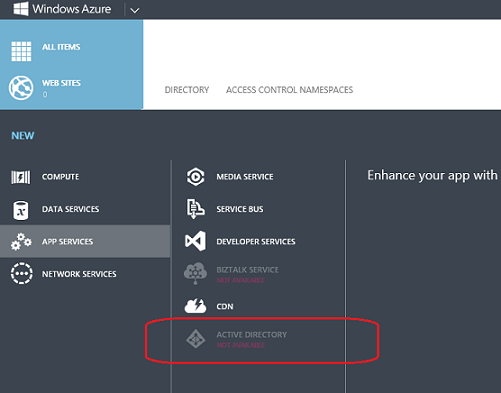 Windows Azure
ALL ITEMS
WEB SITES
0
DIRECTORY ACCESS CONTROL NAMESPACES
NEW
COMPUTE
DATA SERVICES
APP SERVICES
NETWORK SERVICES
MEDIA SERVICE
SERVICE BUS
DEVELOPER SERVICES
BIZTALK SERVICE
NOT AVAILABLE
CDN
ACTIVE DIRECTORY
NOT AVAILABLE
Enhance your app with